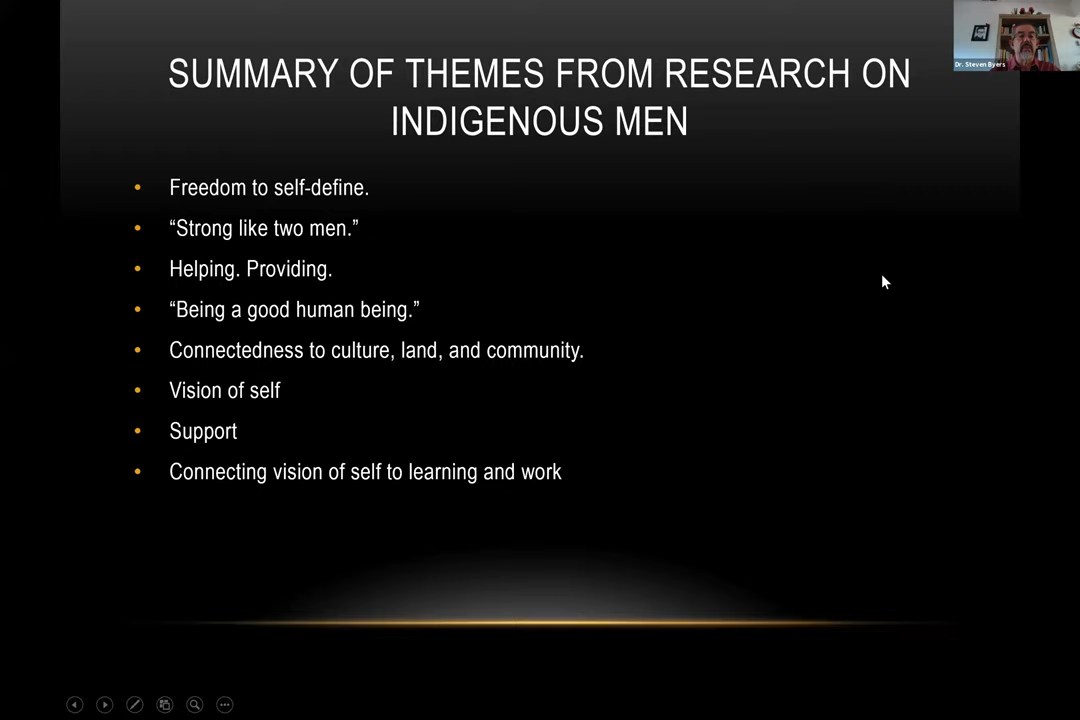 Dr. Steven Byers
SUMMARY OF THEMES FROM RESEARCH ON
INDIGENOUS MEN
• Freedom to self-define.
• “Strong like two men.”
• Helping. Providing.
• “Being a good human being.”
• Connectedness to culture, land, and community.
• Vision of self
• Support
• Connecting vision of self to learning and work